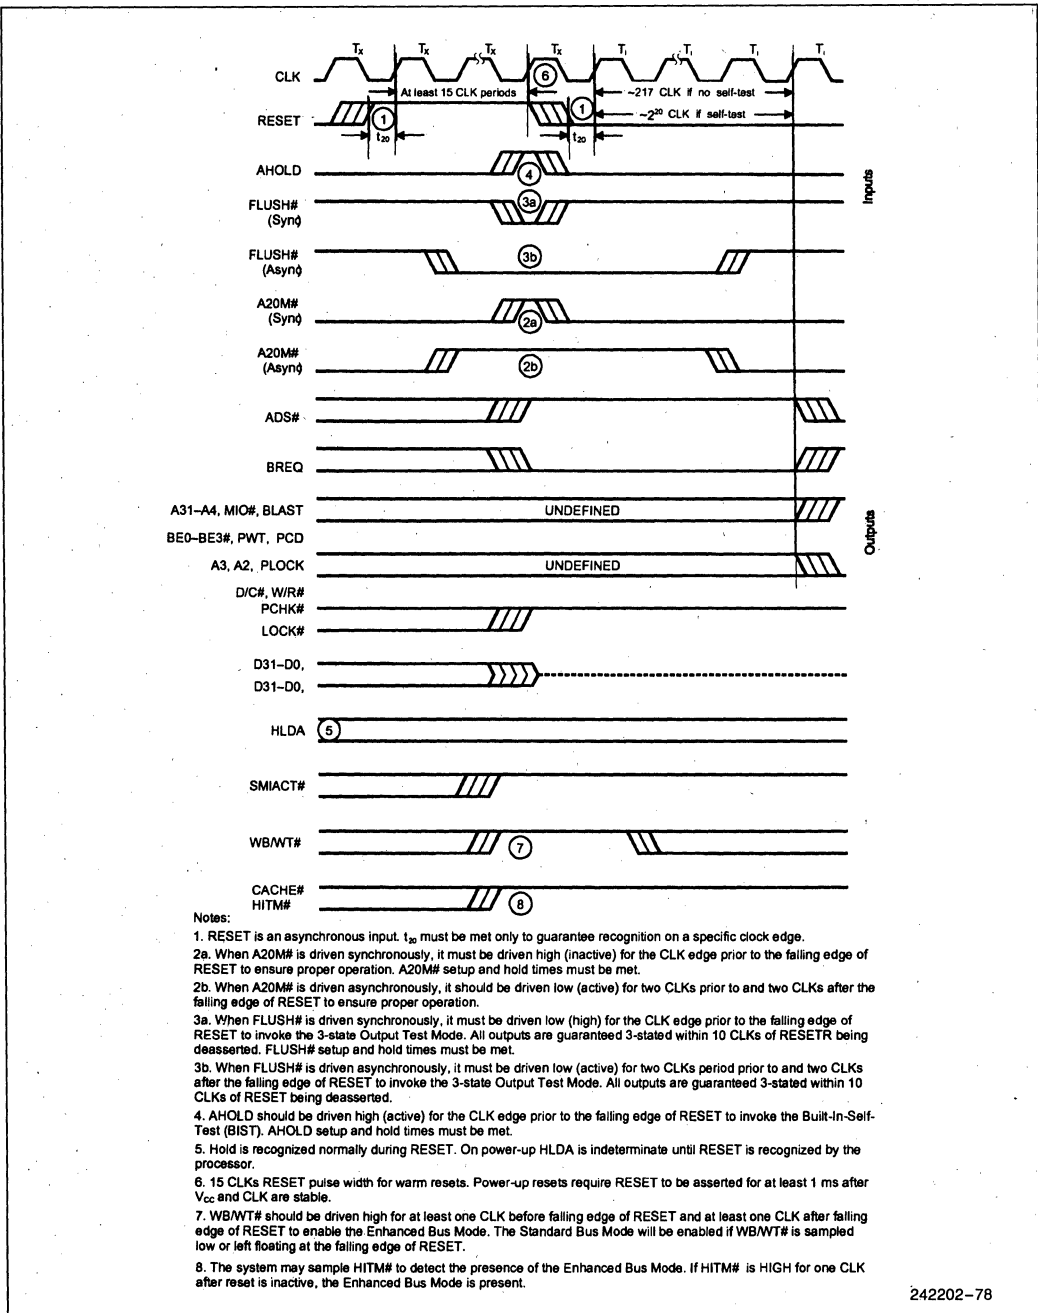 Tx Tx Tx Tx Ti Ti Ti Ti
CLK
6
At least 15 CLK periods
~217 CLK if no self-test
RESET
1
1
~2²⁰ CLK if self-test
t₂₀
t₂₀
AHOLD
4
Inputs
FLUSH#
(Sync)
3a
FLUSH#
(Async)
3b
A20M#
(Sync)
2a
A20M#
(Async)
2b
ADS#
BREQ
A31–A4, MIO#, BLAST
UNDEFINED
Outputs
BE0–BE3#, PWT, PCD
A3, A2, PLOCK
UNDEFINED
D/C#, W/R#
PCHK#
LOCK#
D31–D0,
D31–D0,
HLDA
5
SMIACT#
WB/WT#
7
CACHE#
HITM#
8
Notes:
1. RESET is an asynchronous input. t₂₀ must be met only to guarantee recognition on a specific clock edge.
2a. When A20M# is driven synchronously, it must be driven high (inactive) for the CLK edge prior to the falling edge of
RESET to ensure proper operation. A20M# setup and hold times must be met.
2b. When A20M# is driven asynchronously, it should be driven low (active) for two CLKs prior to and two CLKs after the
falling edge of RESET to ensure proper operation.
3a. When FLUSH# is driven synchronously, it must be driven low (high) for the CLK edge prior to the falling edge of
RESET to invoke the 3-state Output Test Mode. All outputs are guaranteed 3-stated within 10 CLKs of RESETR being
deasserted. FLUSH# setup and hold times must be met.
3b. When FLUSH# is driven asynchronously, it must be driven low (active) for two CLKs period prior to and two CLKs
after the falling edge of RESET to invoke the 3-state Output Test Mode. All outputs are guaranteed 3-stated within 10
CLKs of RESET being deasserted.
4. AHOLD should be driven high (active) for the CLK edge prior to the falling edge of RESET to invoke the Built-In-Self-
Test (BIST). AHOLD setup and hold times must be met.
5. Hold is recognized normally during RESET. On power-up HLDA is indeterminate until RESET is recognized by the
processor.
6. 15 CLKs RESET pulse width for warm resets. Power-up resets require RESET to be asserted for at least 1 ms after
Vcc and CLK are stable.
7. WB/WT# should be driven high for at least one CLK before falling edge of RESET and at least one CLK after falling
edge of RESET to enable the Enhanced Bus Mode. The Standard Bus Mode will be enabled if WB/WT# is sampled
low or left floating at the falling edge of RESET.
8. The system may sample HITM# to detect the presence of the Enhanced Bus Mode. If HITM# is HIGH for one CLK
after reset is inactive, the Enhanced Bus Mode is present.
242202–78